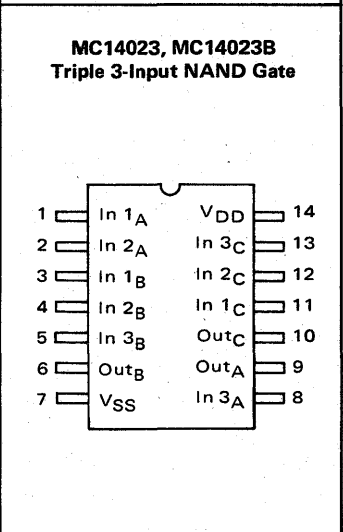 MC14023, MC14023B
Triple 3-Input NAND Gate
1 In 1A VDD 14
2 In 2A In 3C 13
3 In 1B In 2C 12
4 In 2B In 1C 11
5 In 3B OutC 10
6 OutB OutA 9
7 VSS In 3A 8